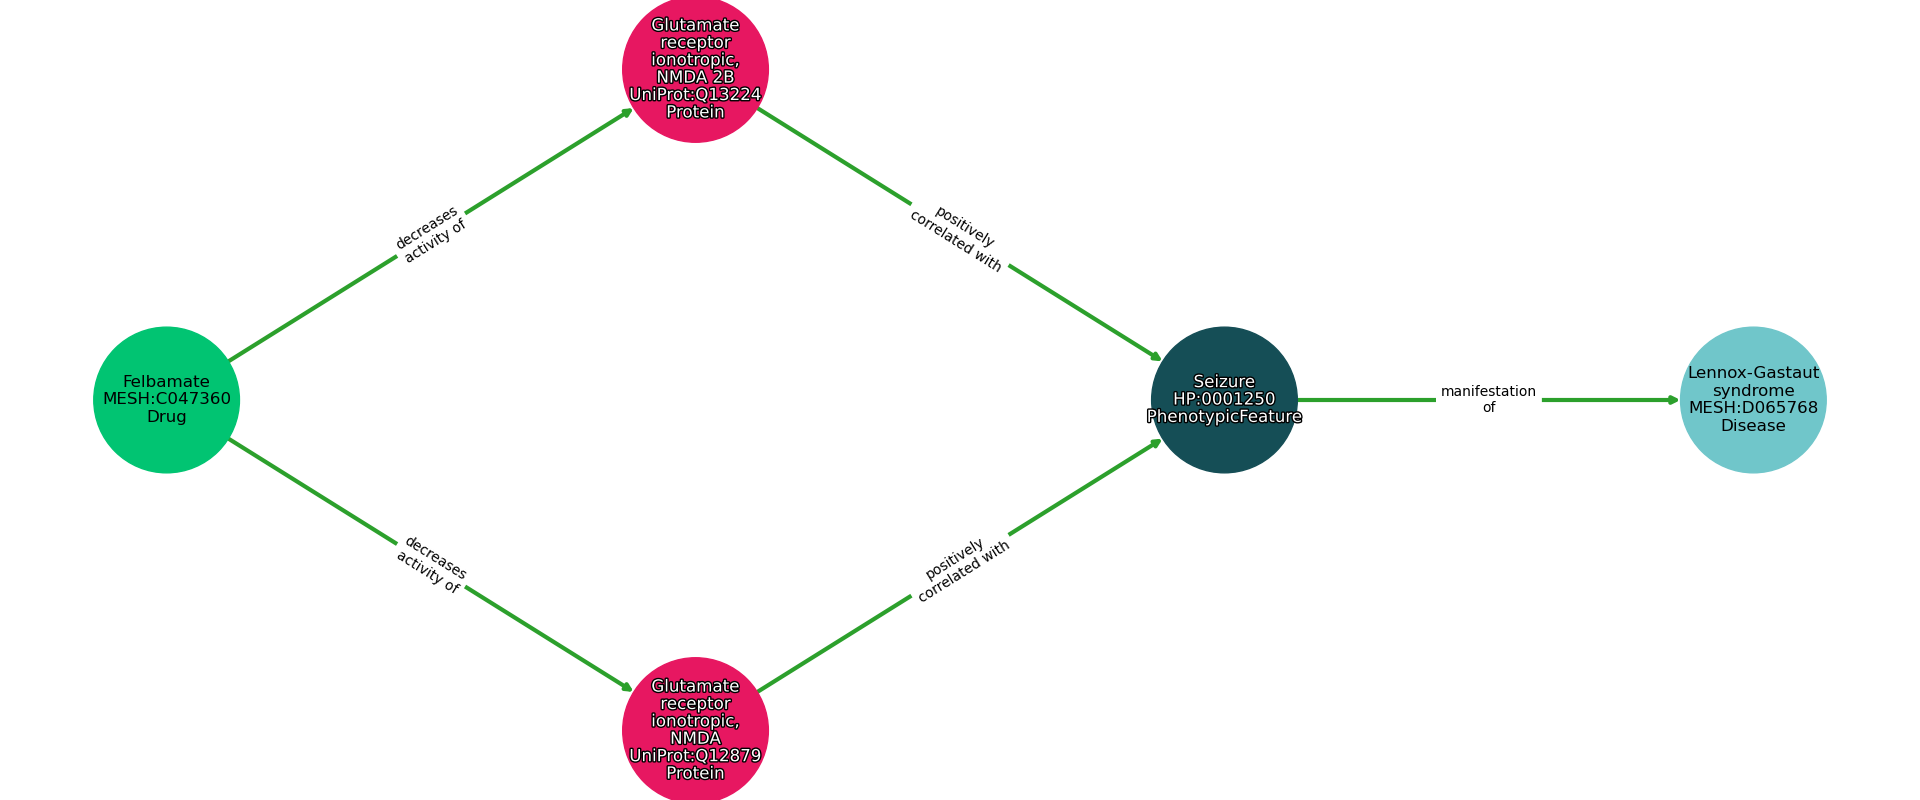 Glutamate
receptor
ionotropic,
NMDA 2B
UniProt:Q13224
Protein
decreases
activity of
positively
correlated with
Felbamate
MESH:C047360
Drug
Seizure
HP:0001250
PhenotypicFeature
manifestation
of
Lennox-Gastaut
syndrome
MESH:D065768
Disease
decreases
activity of
positively
correlated with
Glutamate
receptor
ionotropic,
NMDA
UniProt:Q12879
Protein